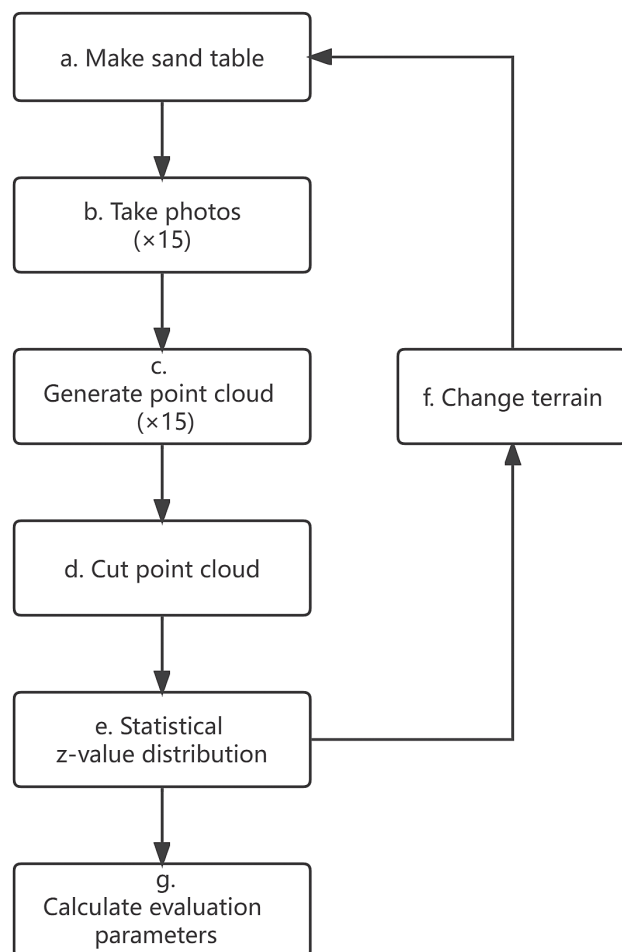 a. Make sand table
b. Take photos
(×15)
c.
Generate point cloud
(×15)
f. Change terrain
d. Cut point cloud
e. Statistical
z-value distribution
g.
Calculate evaluation
parameters